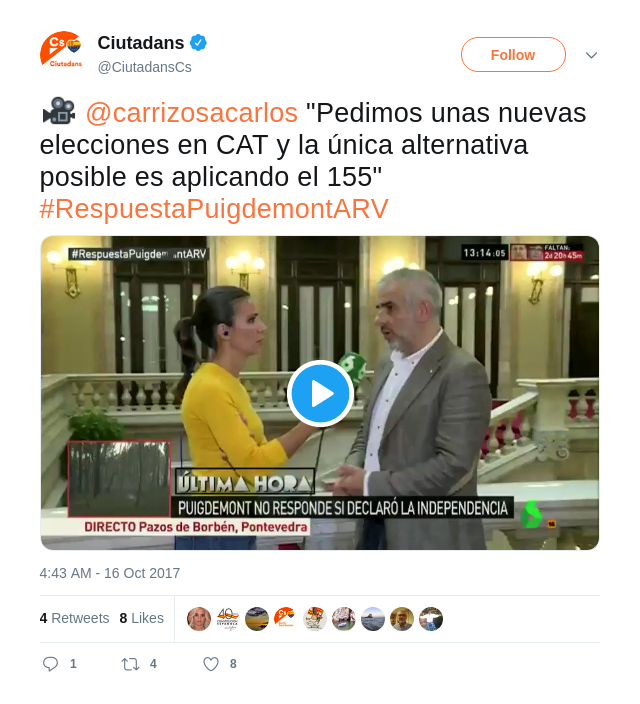 Cs
Ciutadans
Ciutadans
@CiutadansCs
Follow
@carrizosacarlos "Pedimos unas nuevas
elecciones en CAT y la única alternativa
posible es aplicando el 155"
#RespuestaPuigdemontARV
13:14:05
FALTAN:
2d 20h 45m
6
ÚLTIMA HORA
PUIGDEMONT NO RESPONDE SI DECLARÓ LA INDEPENDENCIA
DIRECTO Pazos de Borbén, Pontevedra
4:43 AM - 16 Oct 2017
4 Retweets 8 Likes
1 4 8